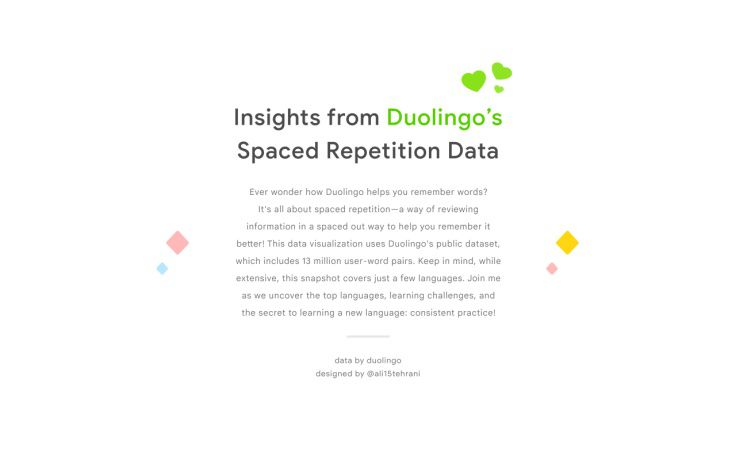 Insights from Duolingo’s
Spaced Repetition Data
Ever wonder how Duolingo helps you remember words?
It's all about spaced repetition—a way of reviewing
information in a spaced out way to help you remember it
better! This data visualization uses Duolingo's public dataset,
which includes 13 million user-word pairs. Keep in mind, while
extensive, this snapshot covers just a few languages. Join me
as we uncover the top languages, learning challenges, and
the secret to learning a new language: consistent practice!
data by duolingo
designed by @ali15tehrani